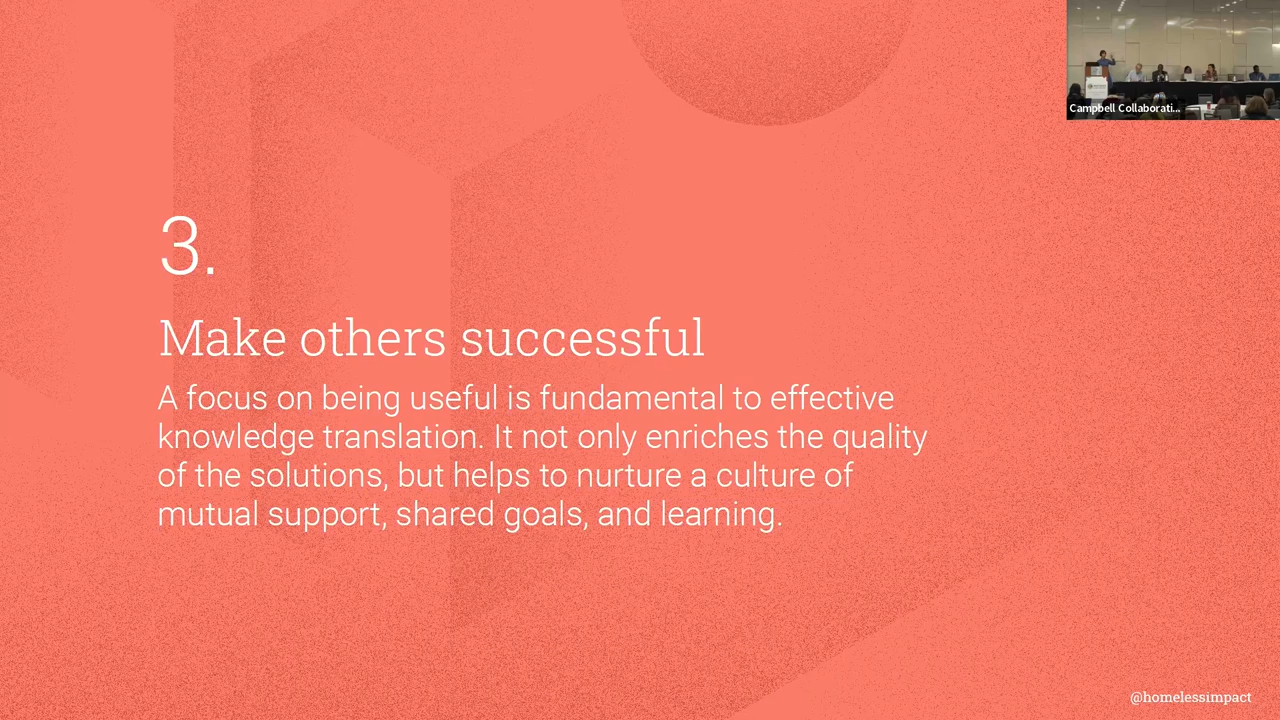 Campbell Collaborati...
3.
Make others successful
A focus on being useful is fundamental to effective
knowledge translation. It not only enriches the quality
of the solutions, but helps to nurture a culture of
mutual support, shared goals, and learning.
@homelessimpact